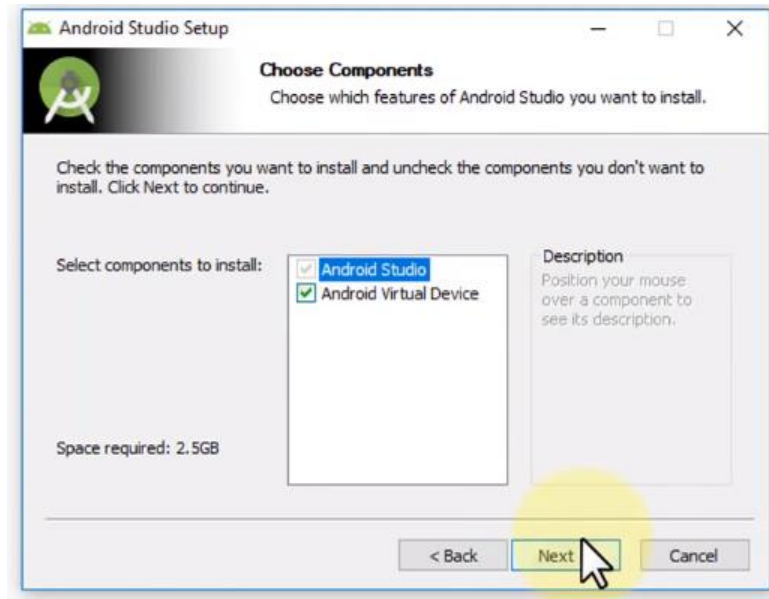 Android Studio Setup
Choose Components
Choose which features of Android Studio you want to install.
Check the components you want to install and uncheck the components you don't want to
install. Click Next to continue.
Select components to install:
Android Studio
Android Virtual Device
Description
Position your mouse
over a component to
see its description.
Space required: 2.5GB
< Back
Next
Cancel